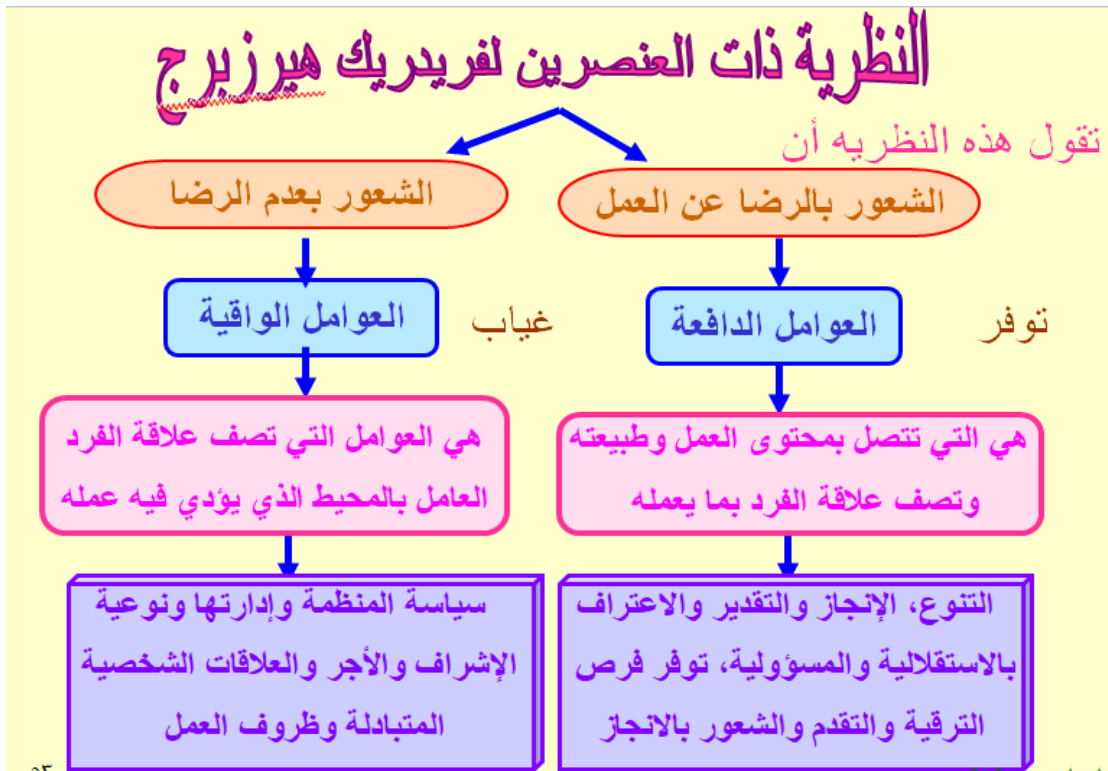 النظرية ذات العنصرين لفريدريك هيرزبرج
تقول هذه النظريه أن
الشعور بالرضا عن العمل
الشعور بعدم الرضا
توفر
العوامل الدافعة
غياب
العوامل الواقية
هي التي تتصل بمحتوى العمل وطبيعته
وتصف علاقة الفرد بما يعمله
هي العوامل التي تصف علاقة الفرد
العامل بالمحيط الذي يؤدي فيه عمله
التنوع، الإنجاز والتقدير والاعتراف
بالاستقلالية والمسؤولية، توفر فرص
الترقية والتقدم والشعور بالانجاز
سياسة المنظمة وإدارتها ونوعية
الإشراف والأجر والعلاقات الشخصية
المتبادلة وظروف العمل